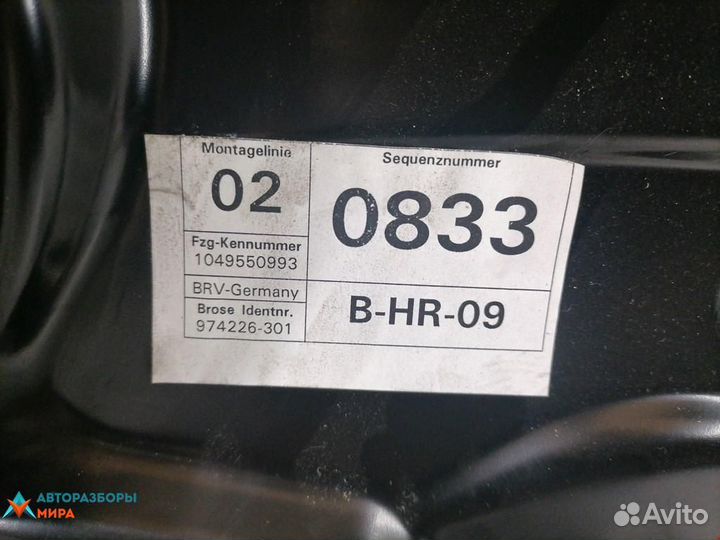 Montagelinie
02
Sequenznummer
0833
Fzg-Kennummer
1049550993
BRV-Germany
Brose Identnr.
974226-301
B-HR-09
АВТОРАЗБОРЫ
МИРА
Avito